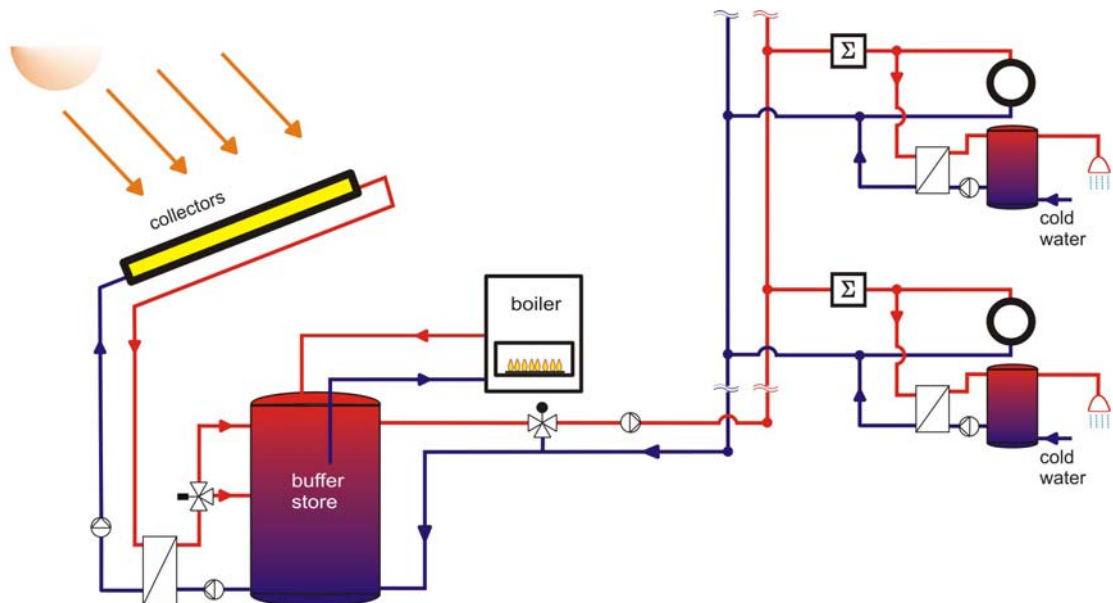 Σ
collectors
cold
water
boiler
Σ
buffer
store
cold
water